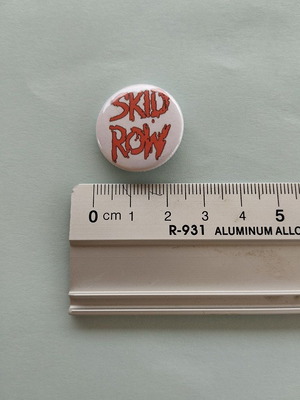 SKID
ROW
0 cm 1 2 3 4 5
R-931 ALUMINUM ALLO